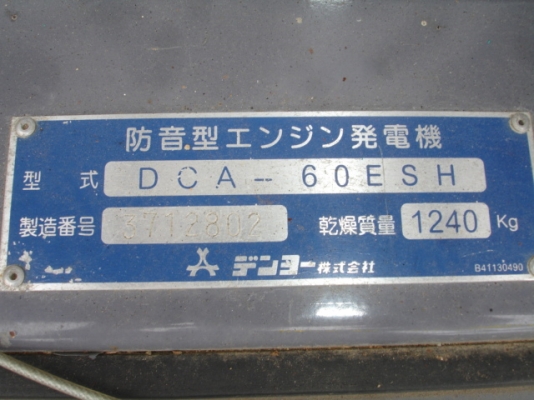 防音型エンジン発電機
型式 DCA-60ESH
製造番号 3712802 乾燥質量 1240 Kg
デンヨー株式会社 B41130490